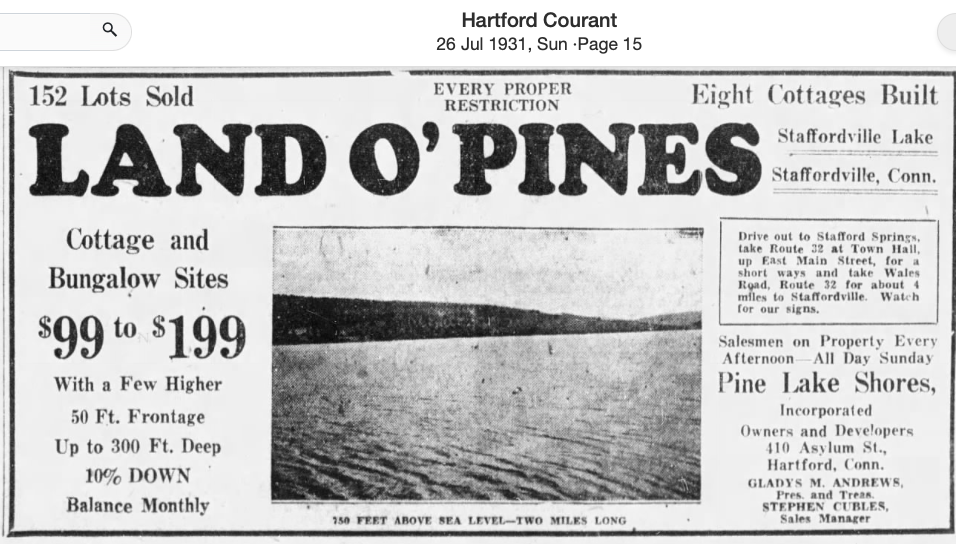 Hartford Courant
26 Jul 1931, Sun ·Page 15
152 Lots Sold
EVERY PROPER
RESTRICTION
Eight Cottages Built
LAND O' PINES
Staffordville Lake
Staffordville, Conn.
Cottage and
Bungalow Sites
$99 to $199
With a Few Higher
50 Ft. Frontage
Up to 300 Ft. Deep
10% DOWN
Balance Monthly
750 FEET ABOVE SEA LEVEL—TWO MILES LONG
Drive out to Stafford Springs,
take Route 32 at Town Hall,
up East Main Street, for a
short ways and take Wales
Road, Route 32 for about 4
miles to Staffordville. Watch
for our signs.
Salesmen on Property Every
Afternoon—All Day Sunday
Pine Lake Shores,
Incorporated
Owners and Developers
410 Asylum St.,
Hartford, Conn.
GLADYS M. ANDREWS,
Pres. and Treas.
STEPHEN CUBLES,
Sales Manager